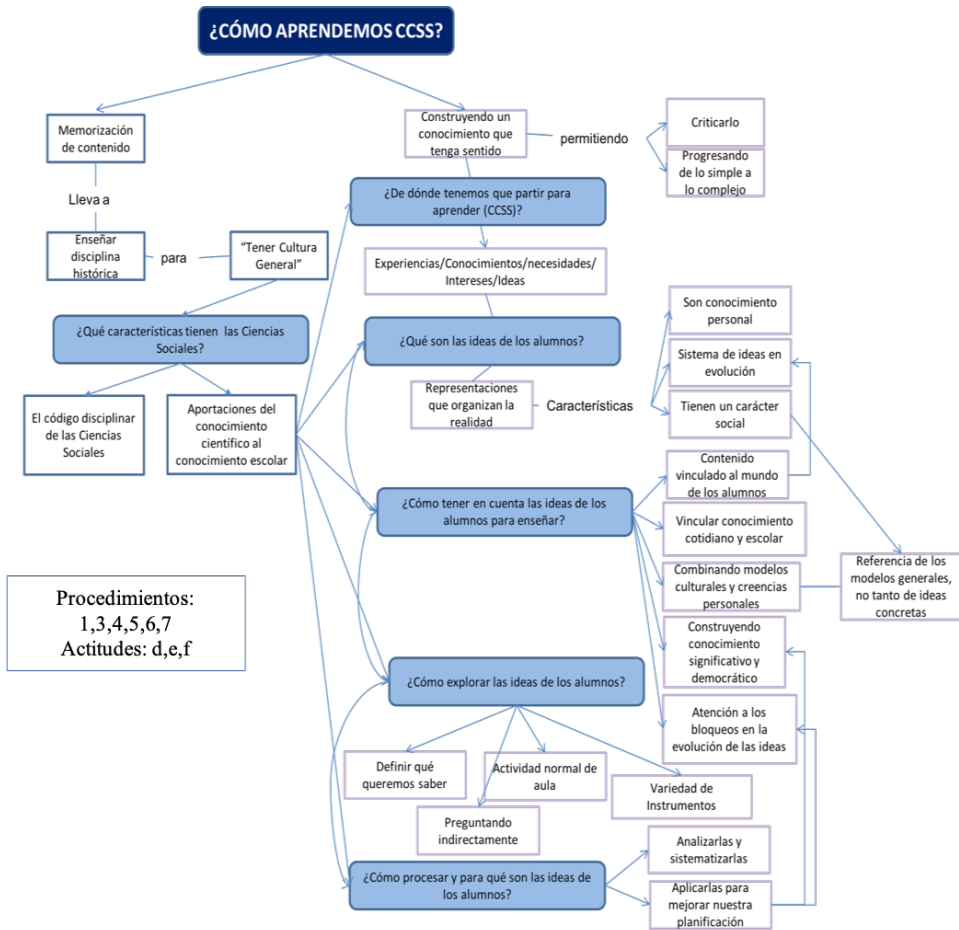 ¿CÓMO APRENDEMOS CCSS?
Memorización
de contenido
Lleva a
Enseñar
disciplina
histórica
para
"Tener Cultura
General"
¿Qué características tienen las Ciencias
Sociales?
El código disciplinar
de las Ciencias
Sociales
Aportaciones del
conocimiento
científico al
conocimiento escolar
Construyendo un
conocimiento que
tenga sentido
permitiendo
Criticarlo
Progresando
de lo simple a
lo complejo
¿De dónde tenemos que partir para
aprender (CCSS)?
Experiencias/Conocimientos/necesidades/
Intereses/Ideas
¿Qué son las ideas de los alumnos?
Representaciones
que organizan la
realidad
Características
Son conocimiento
personal
Sistema de ideas en
evolución
Tienen un carácter
social
¿Cómo tener en cuenta las ideas de los
alumnos para enseñar?
Contenido
vinculado al mundo
de los alumnos
Vincular conocimiento
cotidiano y escolar
Combinando modelos
culturales y creencias
personales
Referencia de los
modelos generales,
no tanto de ideas
concretas
Construyendo
conocimiento
significativo y
democrático
Atención a los
bloqueos en la
evolución de las ideas
Procedimientos:
1,3,4,5,6,7
Actitudes: d,e,f
¿Cómo explorar las ideas de los alumnos?
Definir qué
queremos saber
Preguntando
indirectamente
Actividad normal de
aula
Variedad de
Instrumentos
¿Cómo procesar y para qué son las ideas de
los alumnos?
Analizarlas y
sistematizarlas
Aplicarlas para
mejorar nuestra
planificación